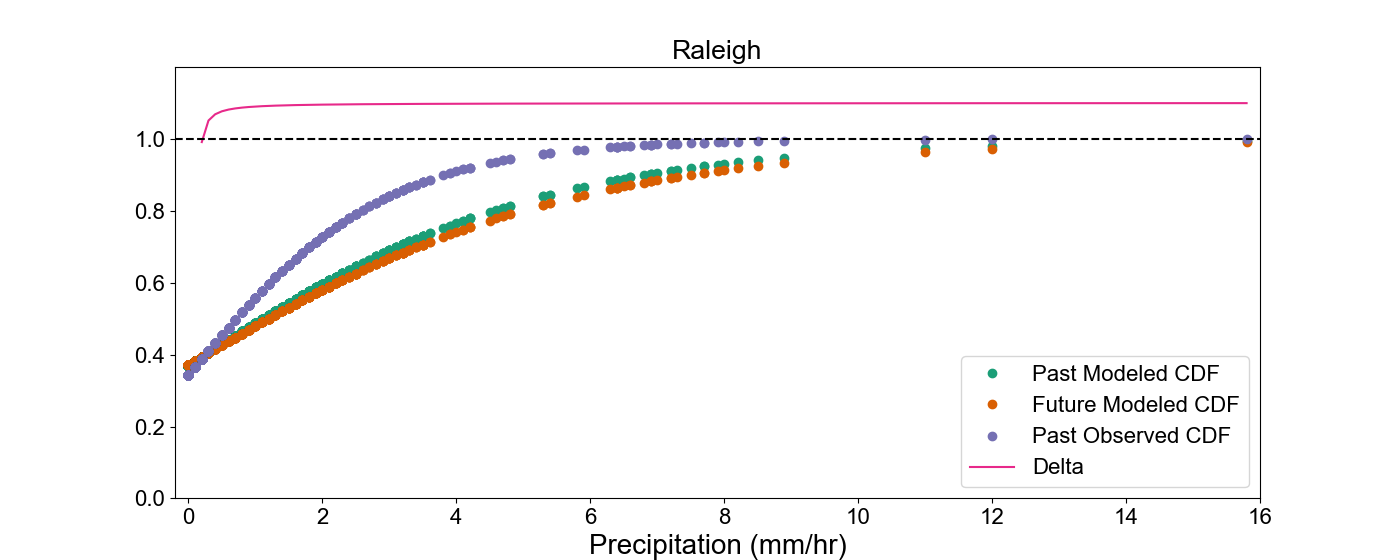 Raleigh
1.0
0.8
0.6
0.4
0.2
0.0
Past Modeled CDF
Future Modeled CDF
Past Observed CDF
Delta
0 2 4 6 8 10 12 14 16
Precipitation (mm/hr)